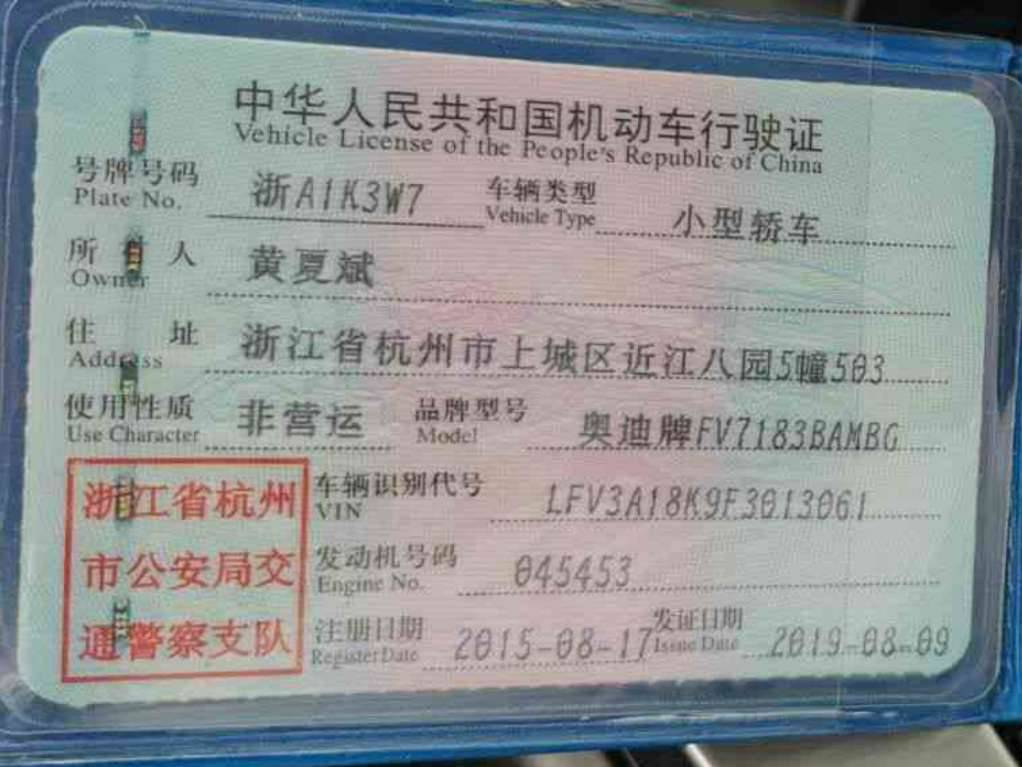 中华人民共和国机动车行驶证
Vehicle License of the People's Republic of China
号牌号码 浙A1K3W7 车辆类型 小型轿车
Plate No. Vehicle Type
所有人 黄夏斌
Owner
住址 浙江省杭州市上城区近江八园5幢503
Address
使用性质 非营运 品牌型号 奥迪牌FV7183BAMBG
Use Character Model
浙江省杭州
市公安局交
通警察支队
车辆识别代号 LFV3A18K9F3013061
VIN
发动机号码 045453
Engine No.
注册日期 2015-08-17 发证日期 2019-08-09
Register Date Issue Date